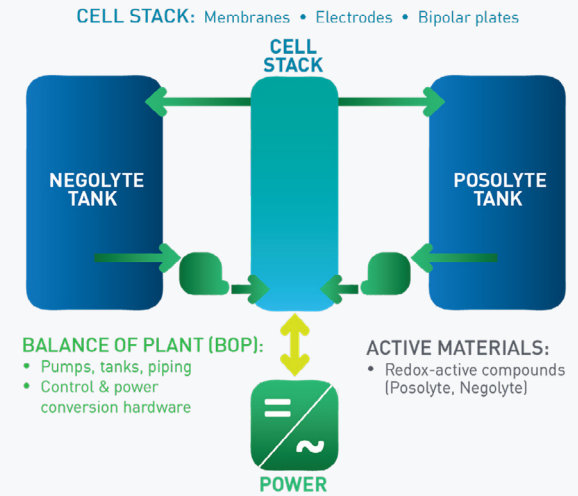 CELL STACK: Membranes • Electrodes • Bipolar plates
CELL
STACK
NEGOLYTE
TANK
POSOLYTE
TANK
BALANCE OF PLANT (BOP):
• Pumps, tanks, piping
• Control & power
conversion hardware
ACTIVE MATERIALS:
• Redox-active compounds
(Posolyte, Negolyte)
= ~
POWER